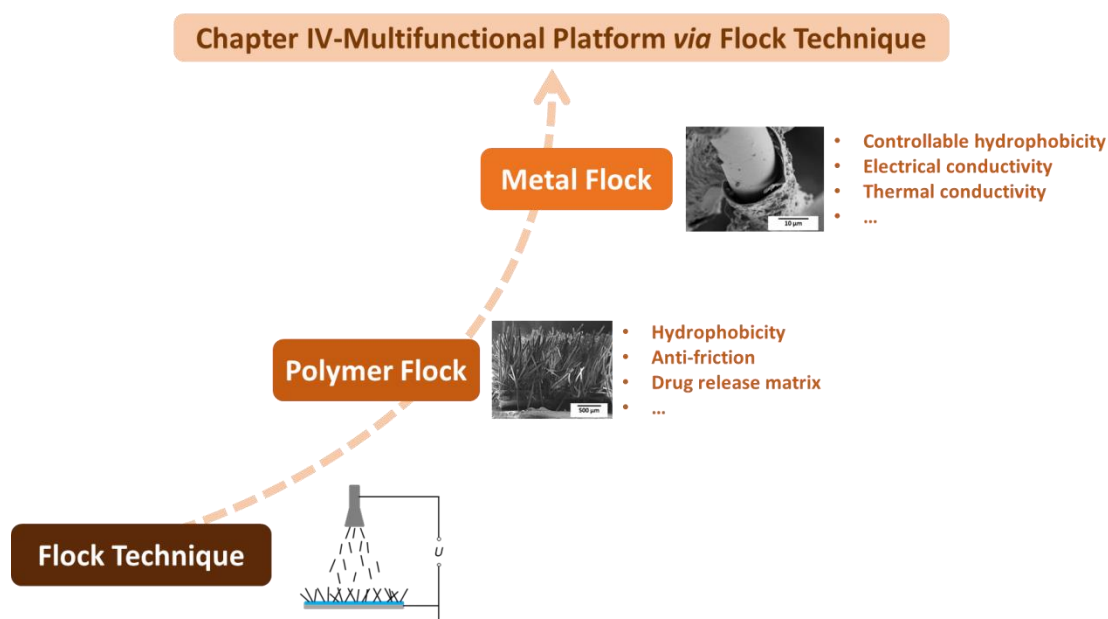 Chapter IV-Multifunctional Platform via Flock Technique
Metal Flock
10 µm
• Controllable hydrophobicity
• Electrical conductivity
• Thermal conductivity
• ...
Polymer Flock
500 µm
• Hydrophobicity
• Anti-friction
• Drug release matrix
• ...
Flock Technique
U